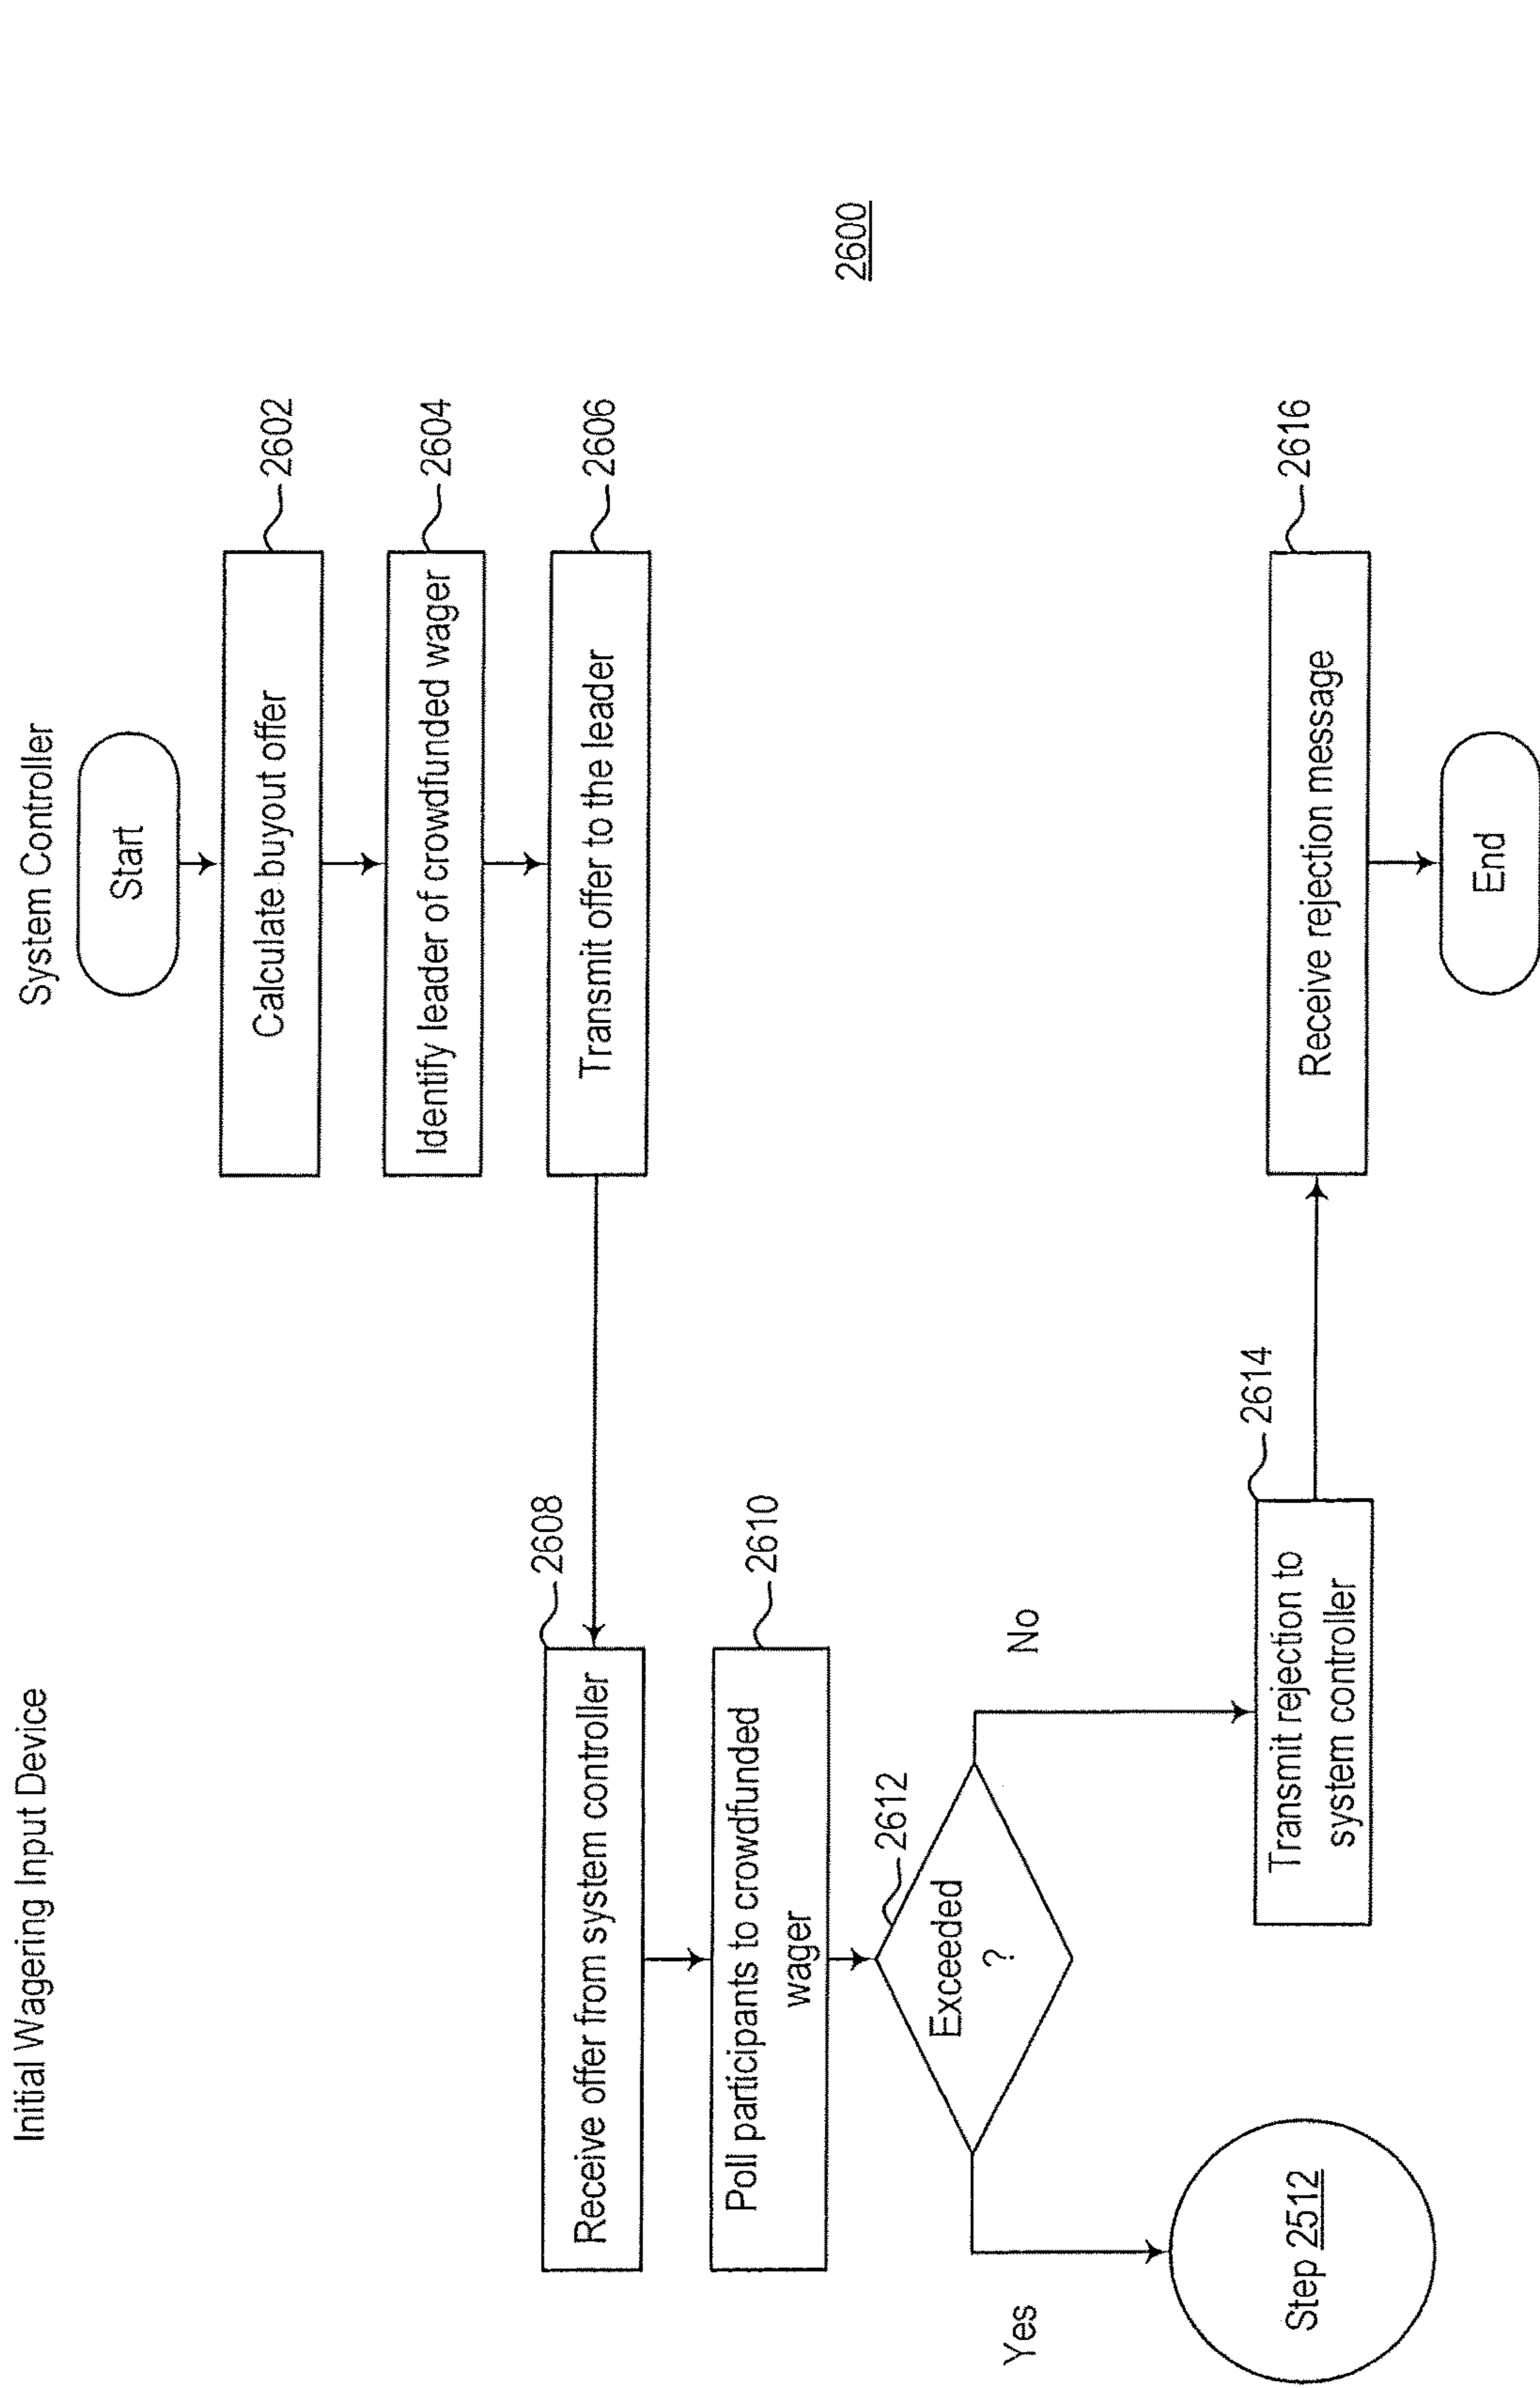 Initial Wagering Input Device
System Controller
Start
Calculate buyout offer
2602
Identify leader of crowdfunded wager
2604
Transmit offer to the leader
2606
2608
Receive offer from system controller
2610
Poll participants to crowdfunded
wager
2612
Exceeded
?
Yes
No
Step 2512
2614
Transmit rejection to
system controller
2616
Receive rejection message
End
2600